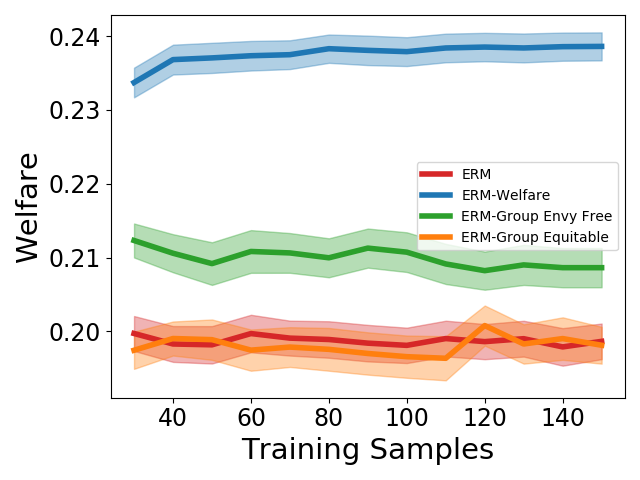 0.24
0.23
0.22
0.21
0.20
Welfare
ERM
ERM-Welfare
ERM-Group Envy Free
ERM-Group Equitable
40 60 80 100 120 140
Training Samples